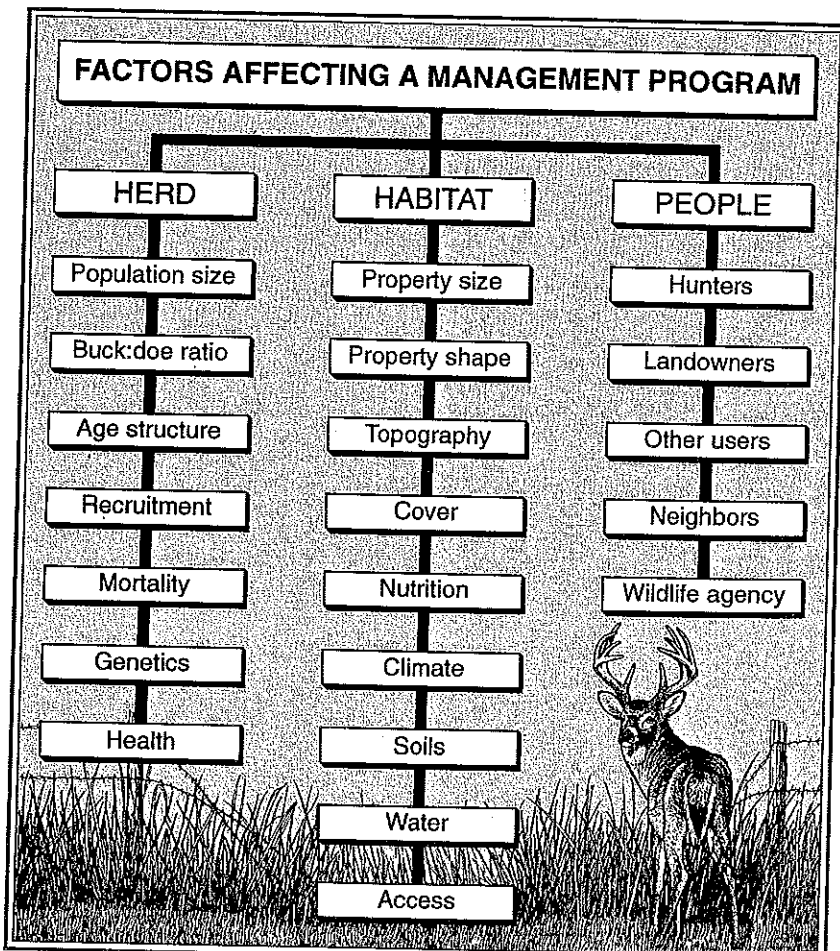 FACTORS AFFECTING A MANAGEMENT PROGRAM
HERD
Population size
Buck:doe ratio
Age structure
Recruitment
Mortality
Genetics
Health
HABITAT
Property size
Property shape
Topography
Cover
Nutrition
Climate
Soils
Water
Access
PEOPLE
Hunters
Landowners
Other users
Neighbors
Wildlife agency